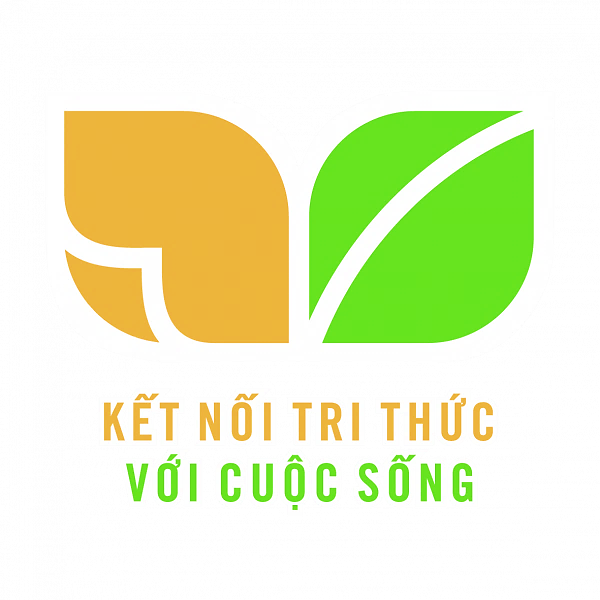 KẾT NỐI TRI THỨC
VỚI CUỘC SỐNG